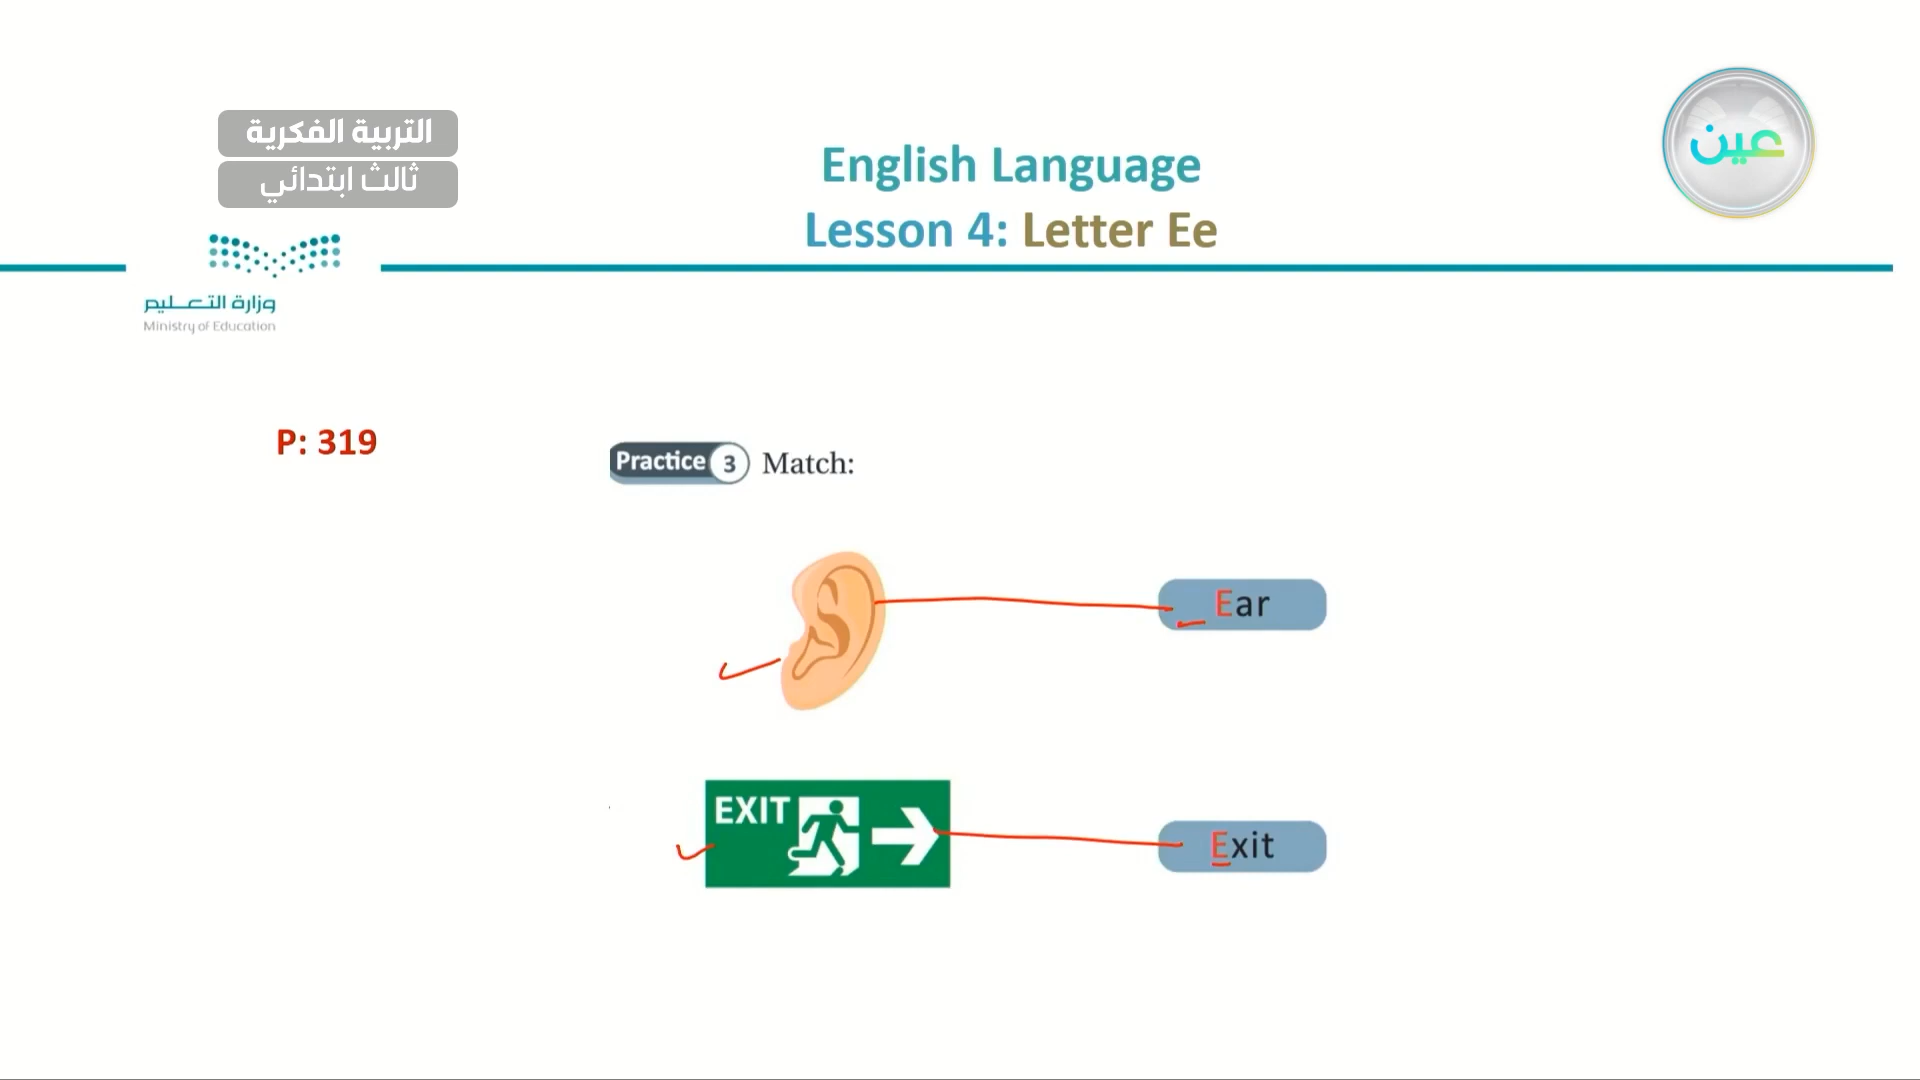 التربية الفكرية
ثالث ابتدائي
English Language
Lesson 4: Letter Ee
عين
وزارة التعليم
Ministry of Education
P: 319
Practice 3 Match:
Ear
EXIT
Exit